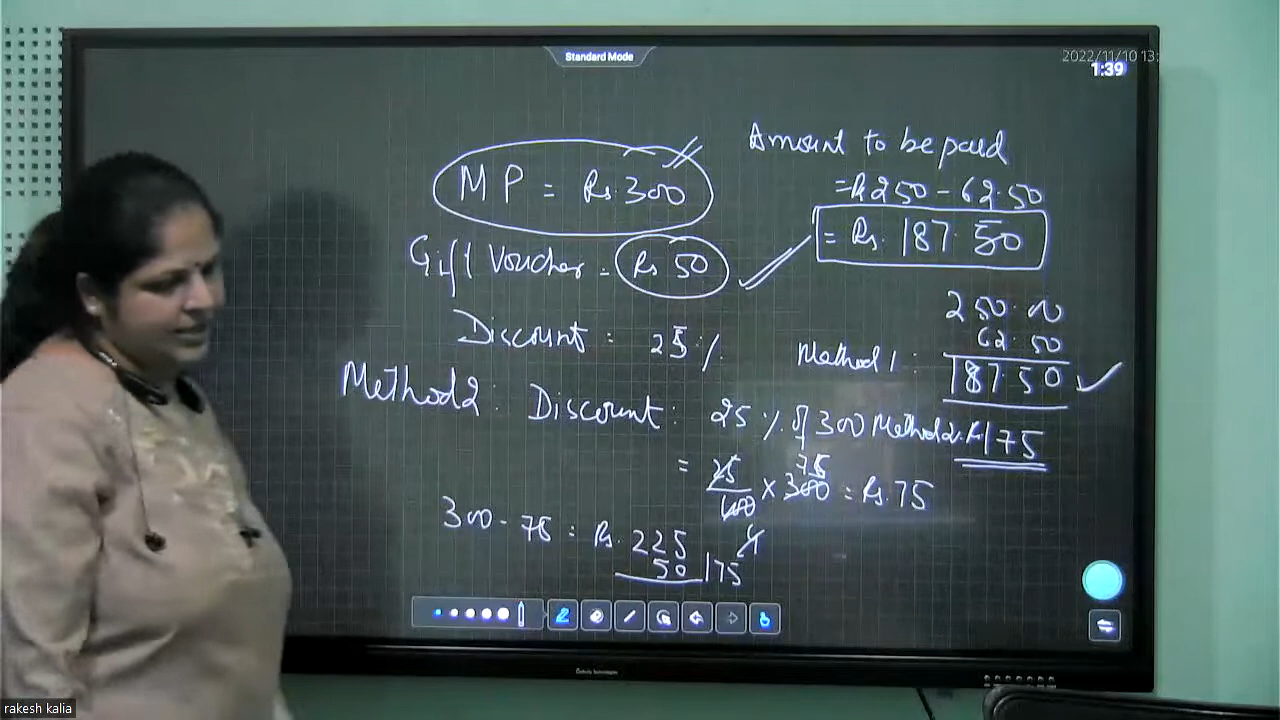 Standard Mode
2022/11/10 13:
1:39
Amount to be paid
MP = Rs. 300
= Rs 250 - 62.50
= Rs. 187.50
Gift Voucher = Rs 50
250.00
62.50
Discount : 25 %
Method 1 : 187.50
Method 2 : Discount : 25 % of 300
Method 2: Rs 175
= 25/100 × 300 75 = Rs. 75
300 - 75 = Rs. 225
50 175
rakesh kalia